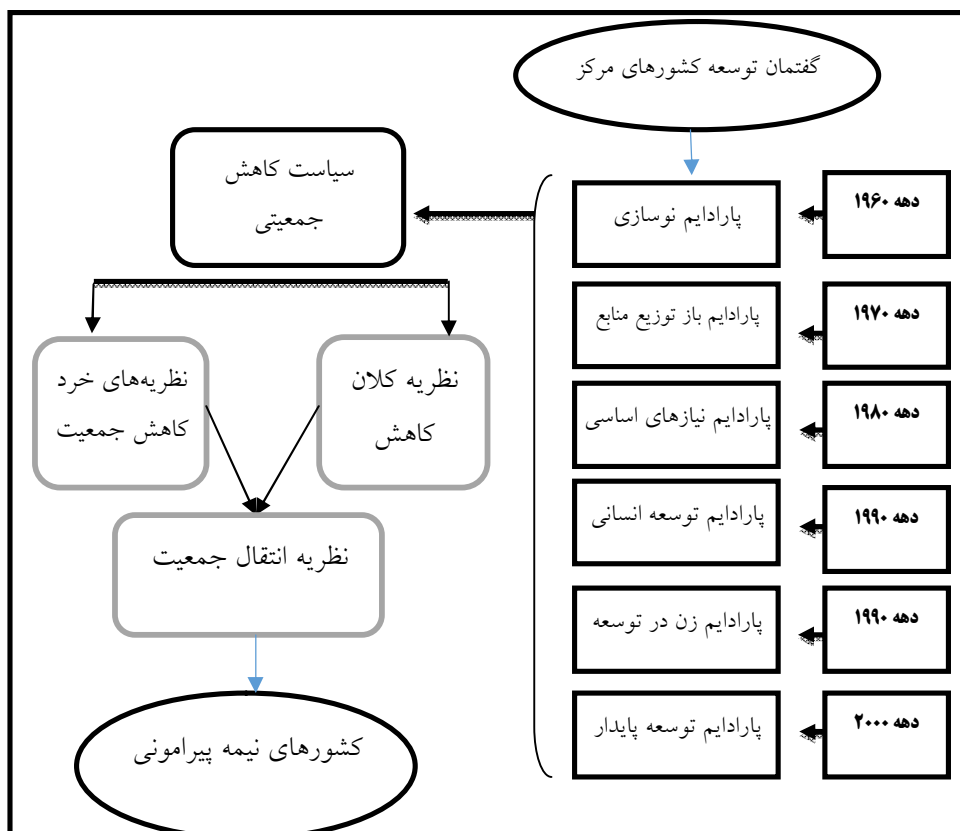 گفتمان توسعه کشورهای مرکز
دهه ۱۹۶۰
پارادایم نوسازی
سیاست کاهش
جمعیتی
دهه ۱۹۷۰
پارادایم باز توزیع منابع
نظریه کلان
کاهش
نظریه‌های خرد
کاهش جمعیت
دهه ۱۹۸۰
پارادایم نیازهای اساسی
دهه ۱۹۹۰
پارادایم توسعه انسانی
نظریه انتقال جمعیت
دهه ۱۹۹۰
پارادایم زن در توسعه
دهه ۲۰۰۰
پارادایم توسعه پایدار
کشورهای نیمه پیرامونی